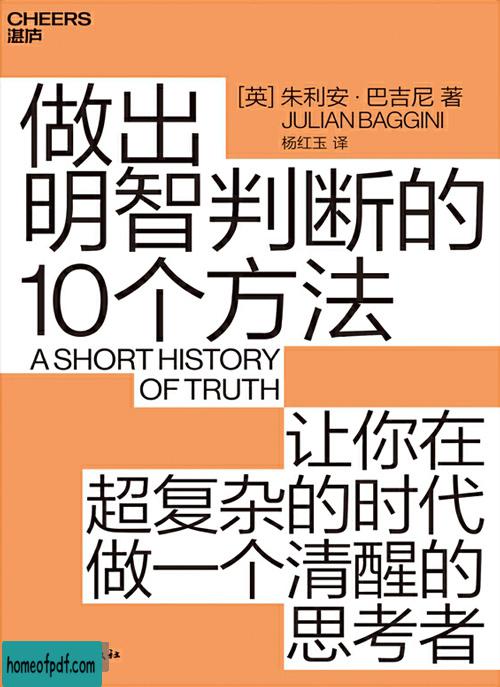 CHEERS
湛庐
[英] 朱利安·巴吉尼 著
JULIAN BAGGINI
杨红玉 译
做出
明智判断的
10个方法
A SHORT HISTORY
OF TRUTH
让你在
超复杂的时代
做一个清醒的
思考者
社
homeofpdf.com